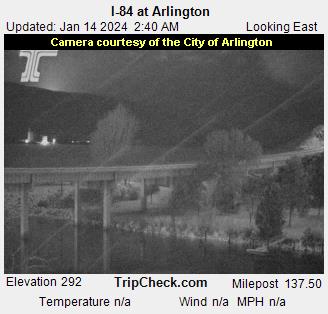 I-84 at Arlington
Updated: Jan 14 2024 2:40 AM Looking East
Camera courtesy of the City of Arlington
Elevation 292 TripCheck.com Milepost 137.50
Temperature n/a Wind n/a MPH n/a